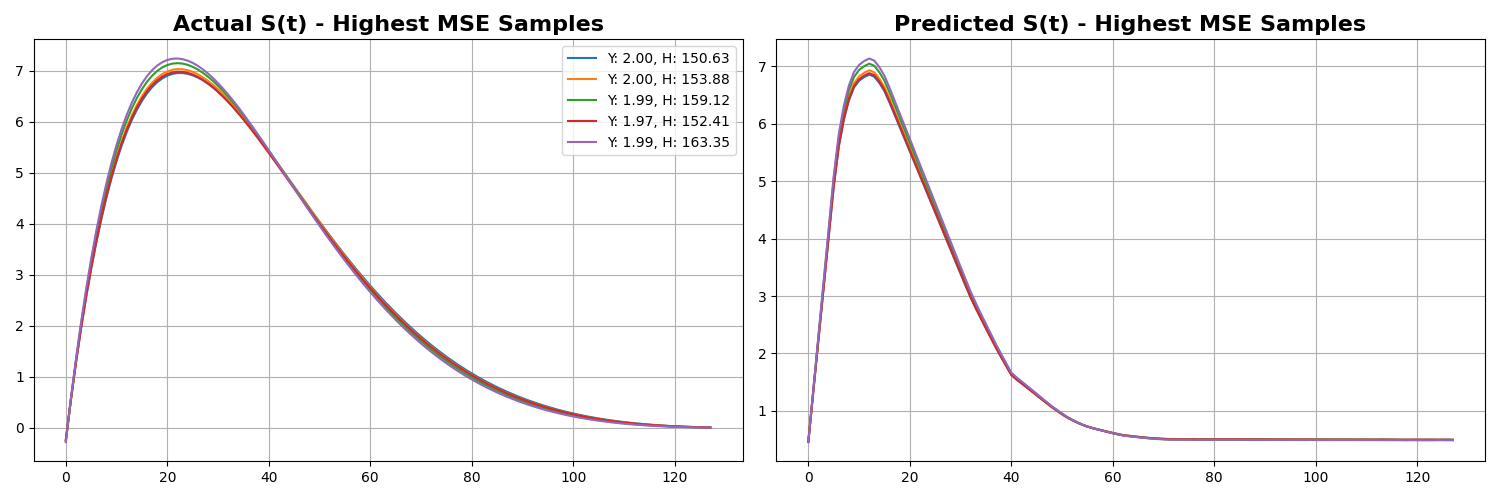 Actual S(t) - Highest MSE Samples
7
6
5
4
3
2
1
0
0 20 40 60 80 100 120
Y: 2.00, H: 150.63
Y: 2.00, H: 153.88
Y: 1.99, H: 159.12
Y: 1.97, H: 152.41
Y: 1.99, H: 163.35
Predicted S(t) - Highest MSE Samples
7
6
5
4
3
2
1
0 20 40 60 80 100 120